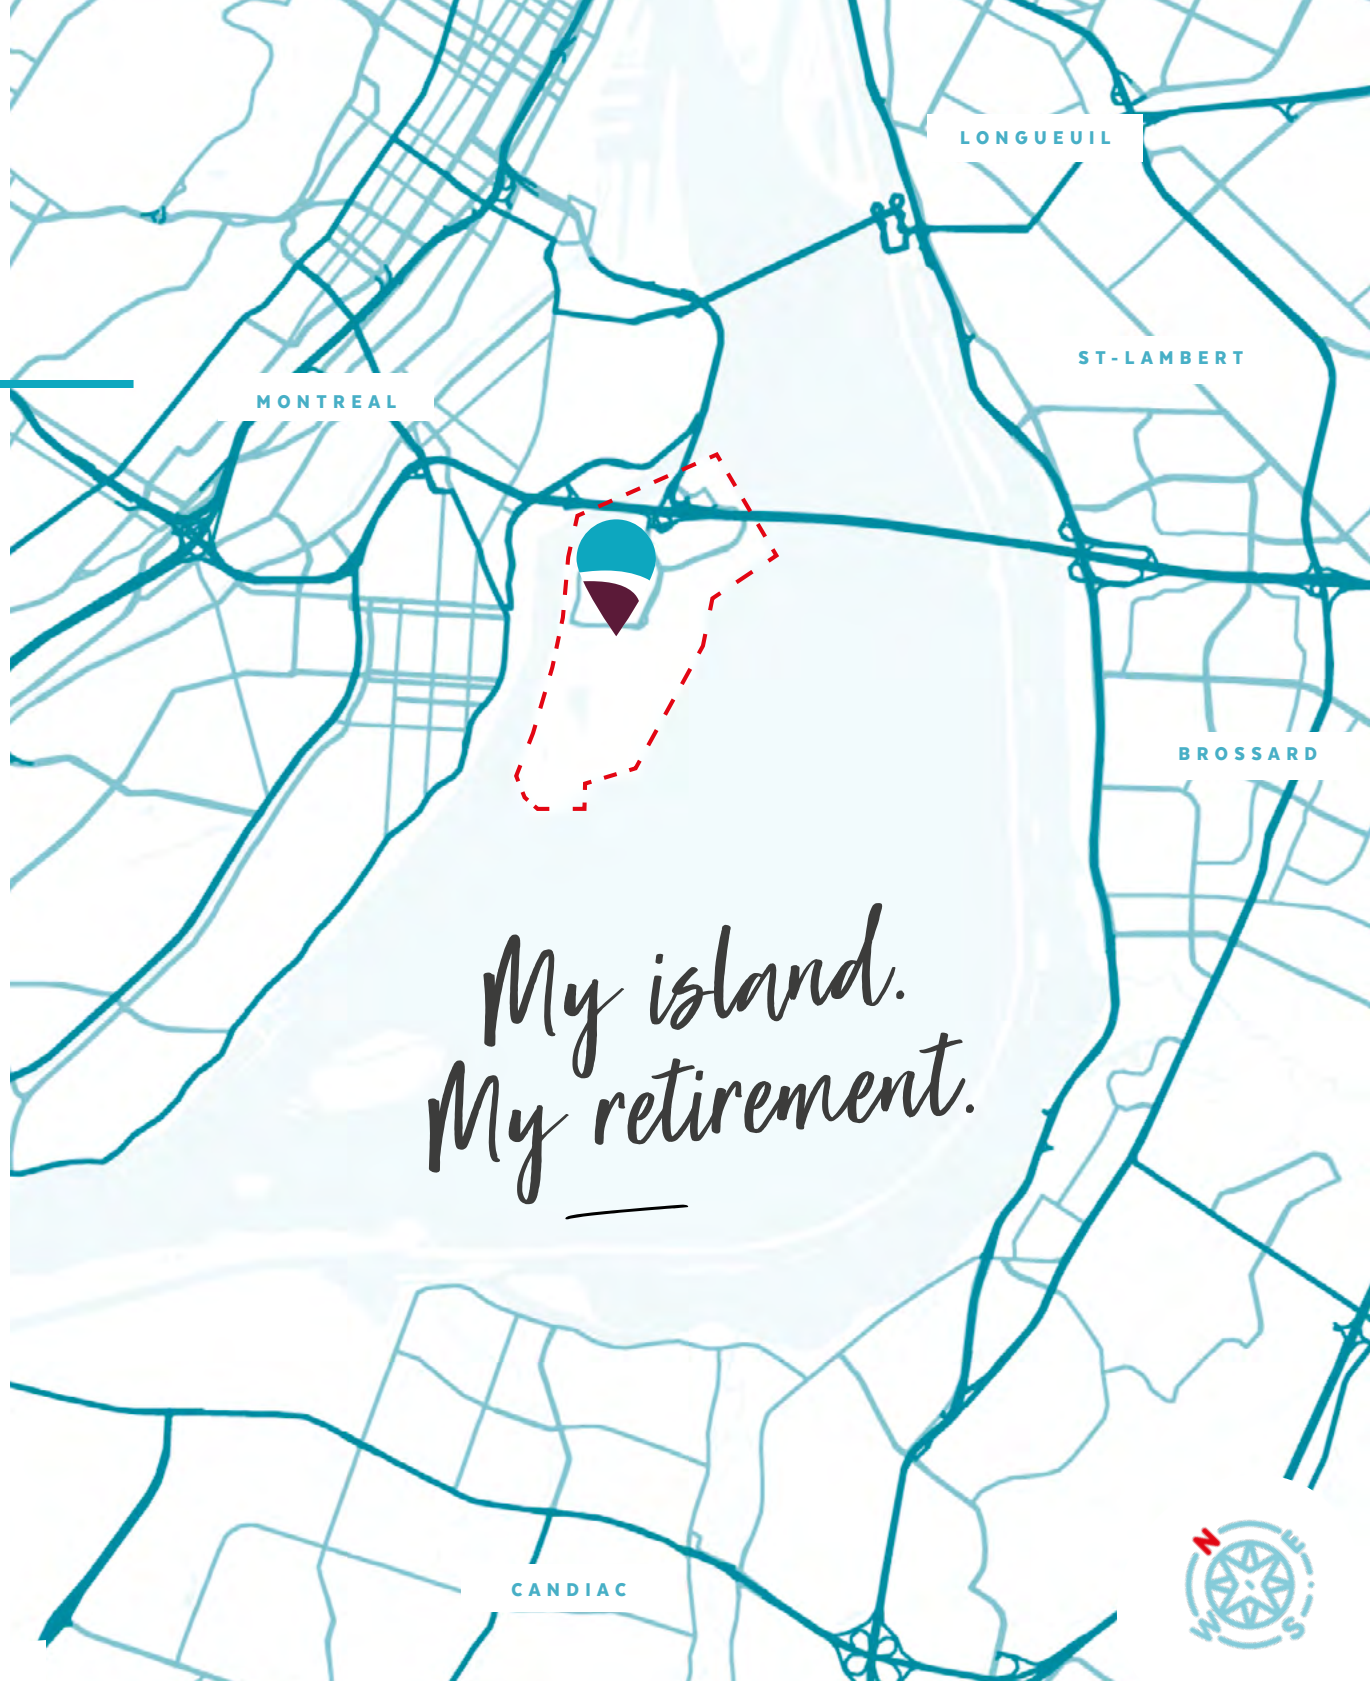 LONGUEUIL
ST-LAMBERT
MONTREAL
BROSSARD
My island.
My retirement.
CANDIAC
N
E
W
S